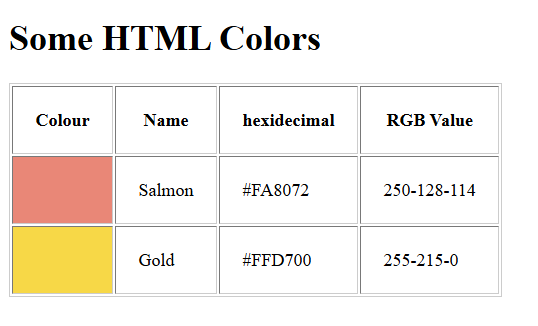 Some HTML Colors
Colour Name hexidecimal RGB Value
Salmon #FA8072 250-128-114
Gold #FFD700 255-215-0